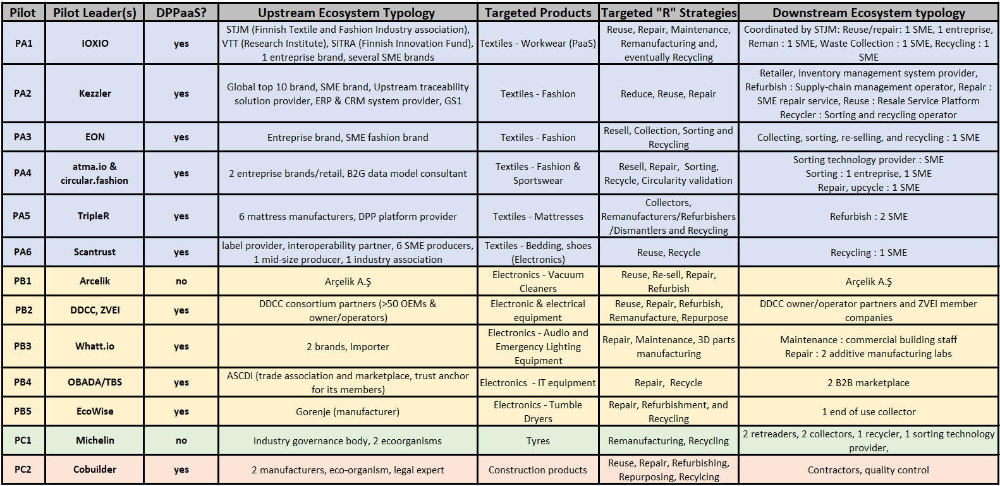 Pilot
Pilot Leader(s)
DPPaaS?
Upstream Ecosystem Typology
Targeted Products
Targeted "R" Strategies
Downstream Ecosystem typology
PA1
IOXIO
yes
STJM (Finnish Textile and Fashion Industry association),
VTT (Research Institute), SITRA (Finnish Innovation Fund),
1 entreprise brand, several SME brands
Textiles - Workwear (PaaS)
Reuse, Repair, Maintenance,
Remanufacturing and,
eventually Recycling
Coordinated by STJM: Reuse/repair: 1 SME, 1 entreprise,
Reman : 1 SME, Waste Collection : 1 SME, Recycling : 1
SME
PA2
Kezzler
yes
Global top 10 brand, SME brand, Upstream traceability
solution provider, ERP & CRM system provider, GS1
Textiles - Fashion
Reduce, Reuse, Repair
Retailer, Inventory management system provider,
Refurbish : Supply-chain management operator, Repair :
SME repair service, Reuse : Resale Service Platform
Recycler : Sorting and recycling operator
PA3
EON
yes
Entreprise brand, SME fashion brand
Textiles - Fashion
Resell, Collection, Sorting and
Recycling
Collecting, sorting, re-selling, and recycling : 1 SME
PA4
atma.io &
circular.fashion
yes
2 entreprise brands/retail, B2G data model consultant
Textiles - Fashion &
Sportswear
Resell, Repair, Sorting,
Recycle, Circularity validation
Sorting technology provider : SME
Sorting : 1 entreprise, 1 SME
Repair, upcycle : 1 SME
PA5
TripleR
yes
6 mattress manufacturers, DPP platform provider
Textiles - Mattresses
Collectors,
Remanufacturers/Refurbishers
/Dismantlers and Recycling
Refurbish : 2 SME
PA6
Scantrust
yes
label provider, interoperability partner, 6 SME producers,
1 mid-size producer, 1 industry association
Textiles - Bedding, shoes
(Electronics)
Reuse, Recycle
Recycling : 1 SME
PB1
Arcelik
no
Arçelik A.Ş
Electronics - Vacuum
Cleaners
Reuse, Re-sell, Repair,
Refurbish
Arçelik A.Ş
PB2
DDCC, ZVEI
yes
DDCC consortium partners (>50 OEMs &
owner/operators)
Electronic & electrical
equipment
Reuse, Repair, Refurbish,
Remanufacture, Repurpose
DDCC owner/operator partners and ZVEI member
companies
PB3
Whatt.io
yes
2 brands, Importer
Electronics - Audio and
Emergency Lighting
Equipment
Repair, Maintenance, 3D parts
manufacturing
Maintenance : commercial building staff
Repair : 2 additive manufacturing labs
PB4
OBADA/TBS
yes
ASCDI (trade association and marketplace, trust anchor
for its members)
Electronics - IT equipment
Repair, Recycle
2 B2B marketplace
PB5
EcoWise
yes
Gorenje (manufacturer)
Electronics - Tumble
Dryers
Repair, Refurbishment, and
Recycling
1 end of use collector
PC1
Michelin
no
Industry governance body, 2 ecoorganisms
Tyres
Remanufacturing, Recycling
2 retreaders, 2 collectors, 1 recycler, 1 sorting technology
provider,
PC2
Cobuilder
yes
2 manufacturers, eco-organism, legal expert
Construction products
Reuse, Repair, Refurbishing,
Repurposing, Recylcing
Contractors, quality control